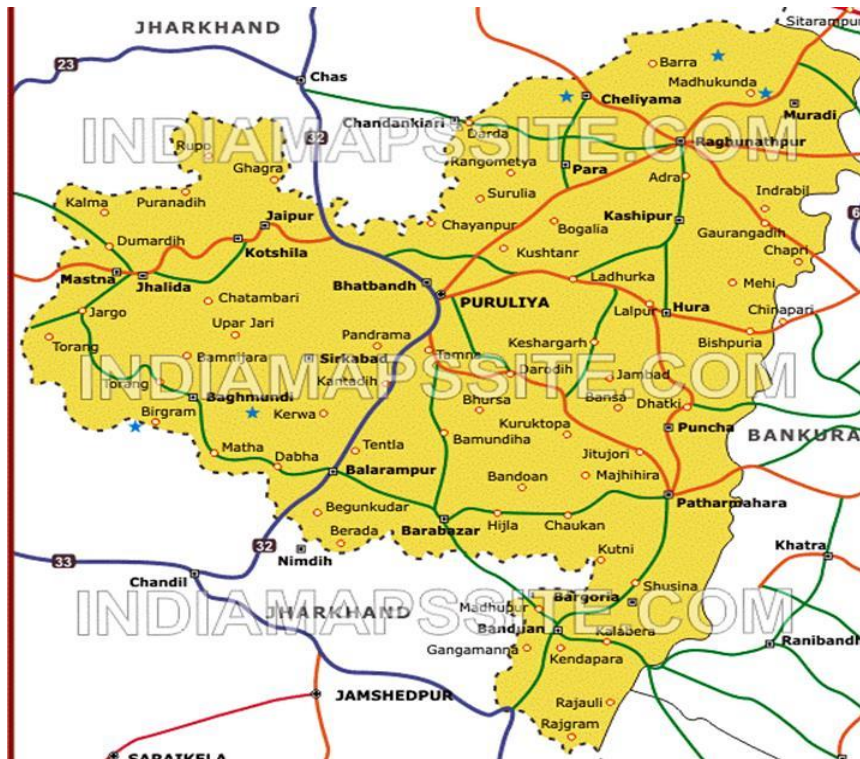 JHARKHAND
Sitarampur
23
Chas
Barra
Madhukunda
Cheliyama
Muradi
Chandankiari
Darda
32
INDIAMAPSSITE.COM
Raghunathpur
Rupo
Ghagra
Rangometya
Para
Adra
Kalma
Puranadih
Surulia
Indrabil
Jaipur
Chayanpur
Bogalia
Kashipur
Gaurangadih
6
Dumardih
Kotshila
Kushtanr
Chapri
Mastna
Jhalida
Bhatbandh
Ladhurka
Mehi
Chatambari
PURULIYA
Lalpur
Hura
Chinapari
Jargo
Upar Jari
Pandrama
Keshargarh
Bishpuria
Torang
Bamnijara
Sirkabad
Tamna
Darodih
INDIAMAPSSITE.COM
Torang
Kantadih
Jambad
Baghmundi
Bhursa
Bansa
Dhatki
Birgram
Kerwa
Kuruktopa
Puncha
BANKURA
Bamundiha
Matha
Tentla
Jitujori
Dabha
Balarampur
Bandoan
Majhihira
Patharmahara
Begunkudar
Barabazar
Hijla
Chaukan
Berada
32
33
Nimdih
Kutni
Khatra
Chandil
Shusina
Bargoria
INDIAMAPSSITE.COM
JHARKHAND
Madhupur
Banduan
Kalabera
Ranibandh
Gangamanna
Kendapara
JAMSHEDPUR
Rajauli
Rajgram
SARAIKELA